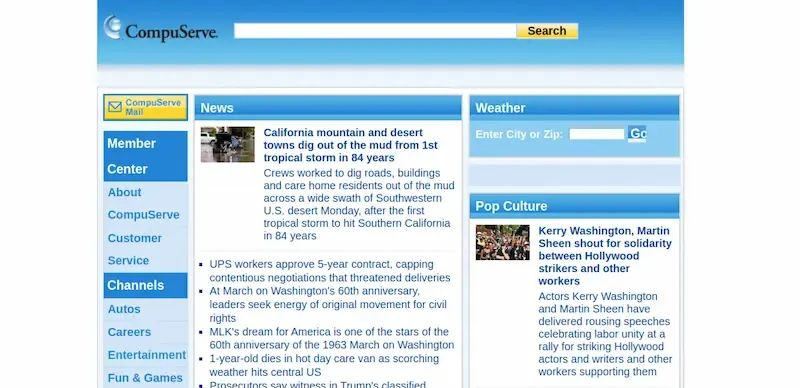 CompuServe.
Search
CompuServe
Mail
Member
Center
About
CompuServe
Customer
Service
Channels
Autos
Careers
Entertainment
Fun & Games
News
California mountain and desert
towns dig out of the mud from 1st
tropical storm in 84 years
Crews worked to dig roads, buildings
and care home residents out of the mud
across a wide swath of Southwestern
U.S. desert Monday, after the first
tropical storm to hit Southern California
in 84 years
UPS workers approve 5-year contract, capping
contentious negotiations that threatened deliveries
At March on Washington's 60th anniversary,
leaders seek energy of original movement for civil
rights
MLK's dream for America is one of the stars of the
60th anniversary of the 1963 March on Washington
1-year-old dies in hot day care van as scorching
weather hits central US
Prosecutors say witness in Trump's classified
Weather
Enter City or Zip:
Go
Pop Culture
Kerry Washington, Martin
Sheen shout for solidarity
between Hollywood
strikers and other
workers
Actors Kerry Washington
and Martin Sheen have
delivered rousing speeches
celebrating labor unity at a
rally for striking Hollywood
actors and writers and other
workers supporting them